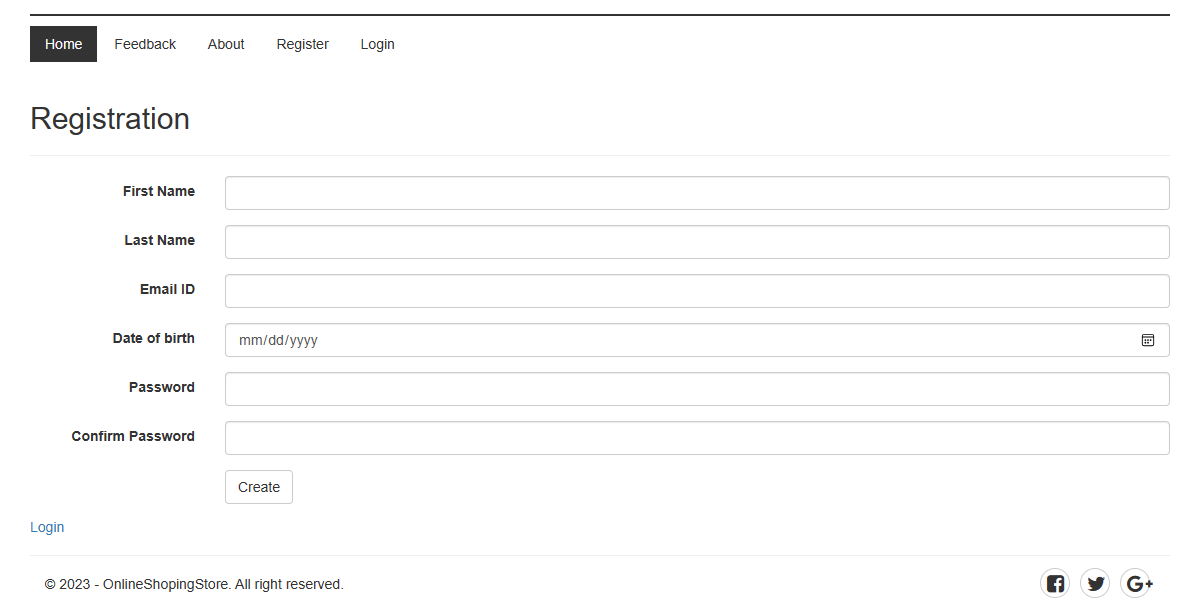 Home Feedback About Register Login
Registration
First Name
Last Name
Email ID
Date of birth mm/dd/yyyy
Password
Confirm Password
Create
Login
© 2023 - OnlineShopingStore. All right reserved. G+